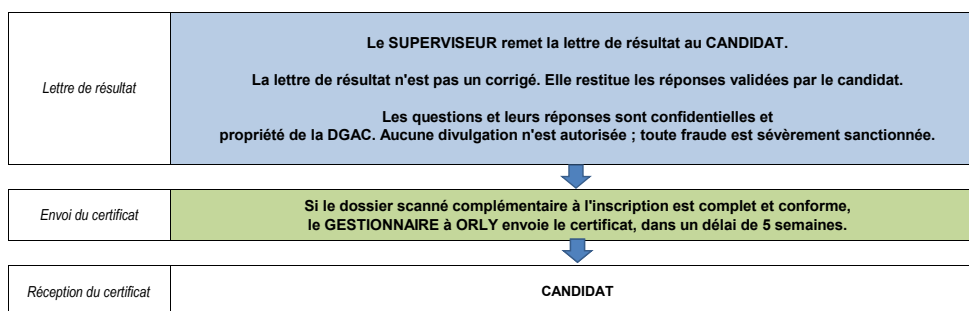 Lettre de résultat
Le SUPERVISEUR remet la lettre de résultat au CANDIDAT.
La lettre de résultat n'est pas un corrigé. Elle restitue les réponses validées par le candidat.
Les questions et leurs réponses sont confidentielles et
propriété de la DGAC. Aucune divulgation n'est autorisée ; toute fraude est sévèrement sanctionnée.
Envoi du certificat
Si le dossier scanné complémentaire à l'inscription est complet et conforme,
le GESTIONNAIRE à ORLY envoie le certificat, dans un délai de 5 semaines.
Réception du certificat
CANDIDAT